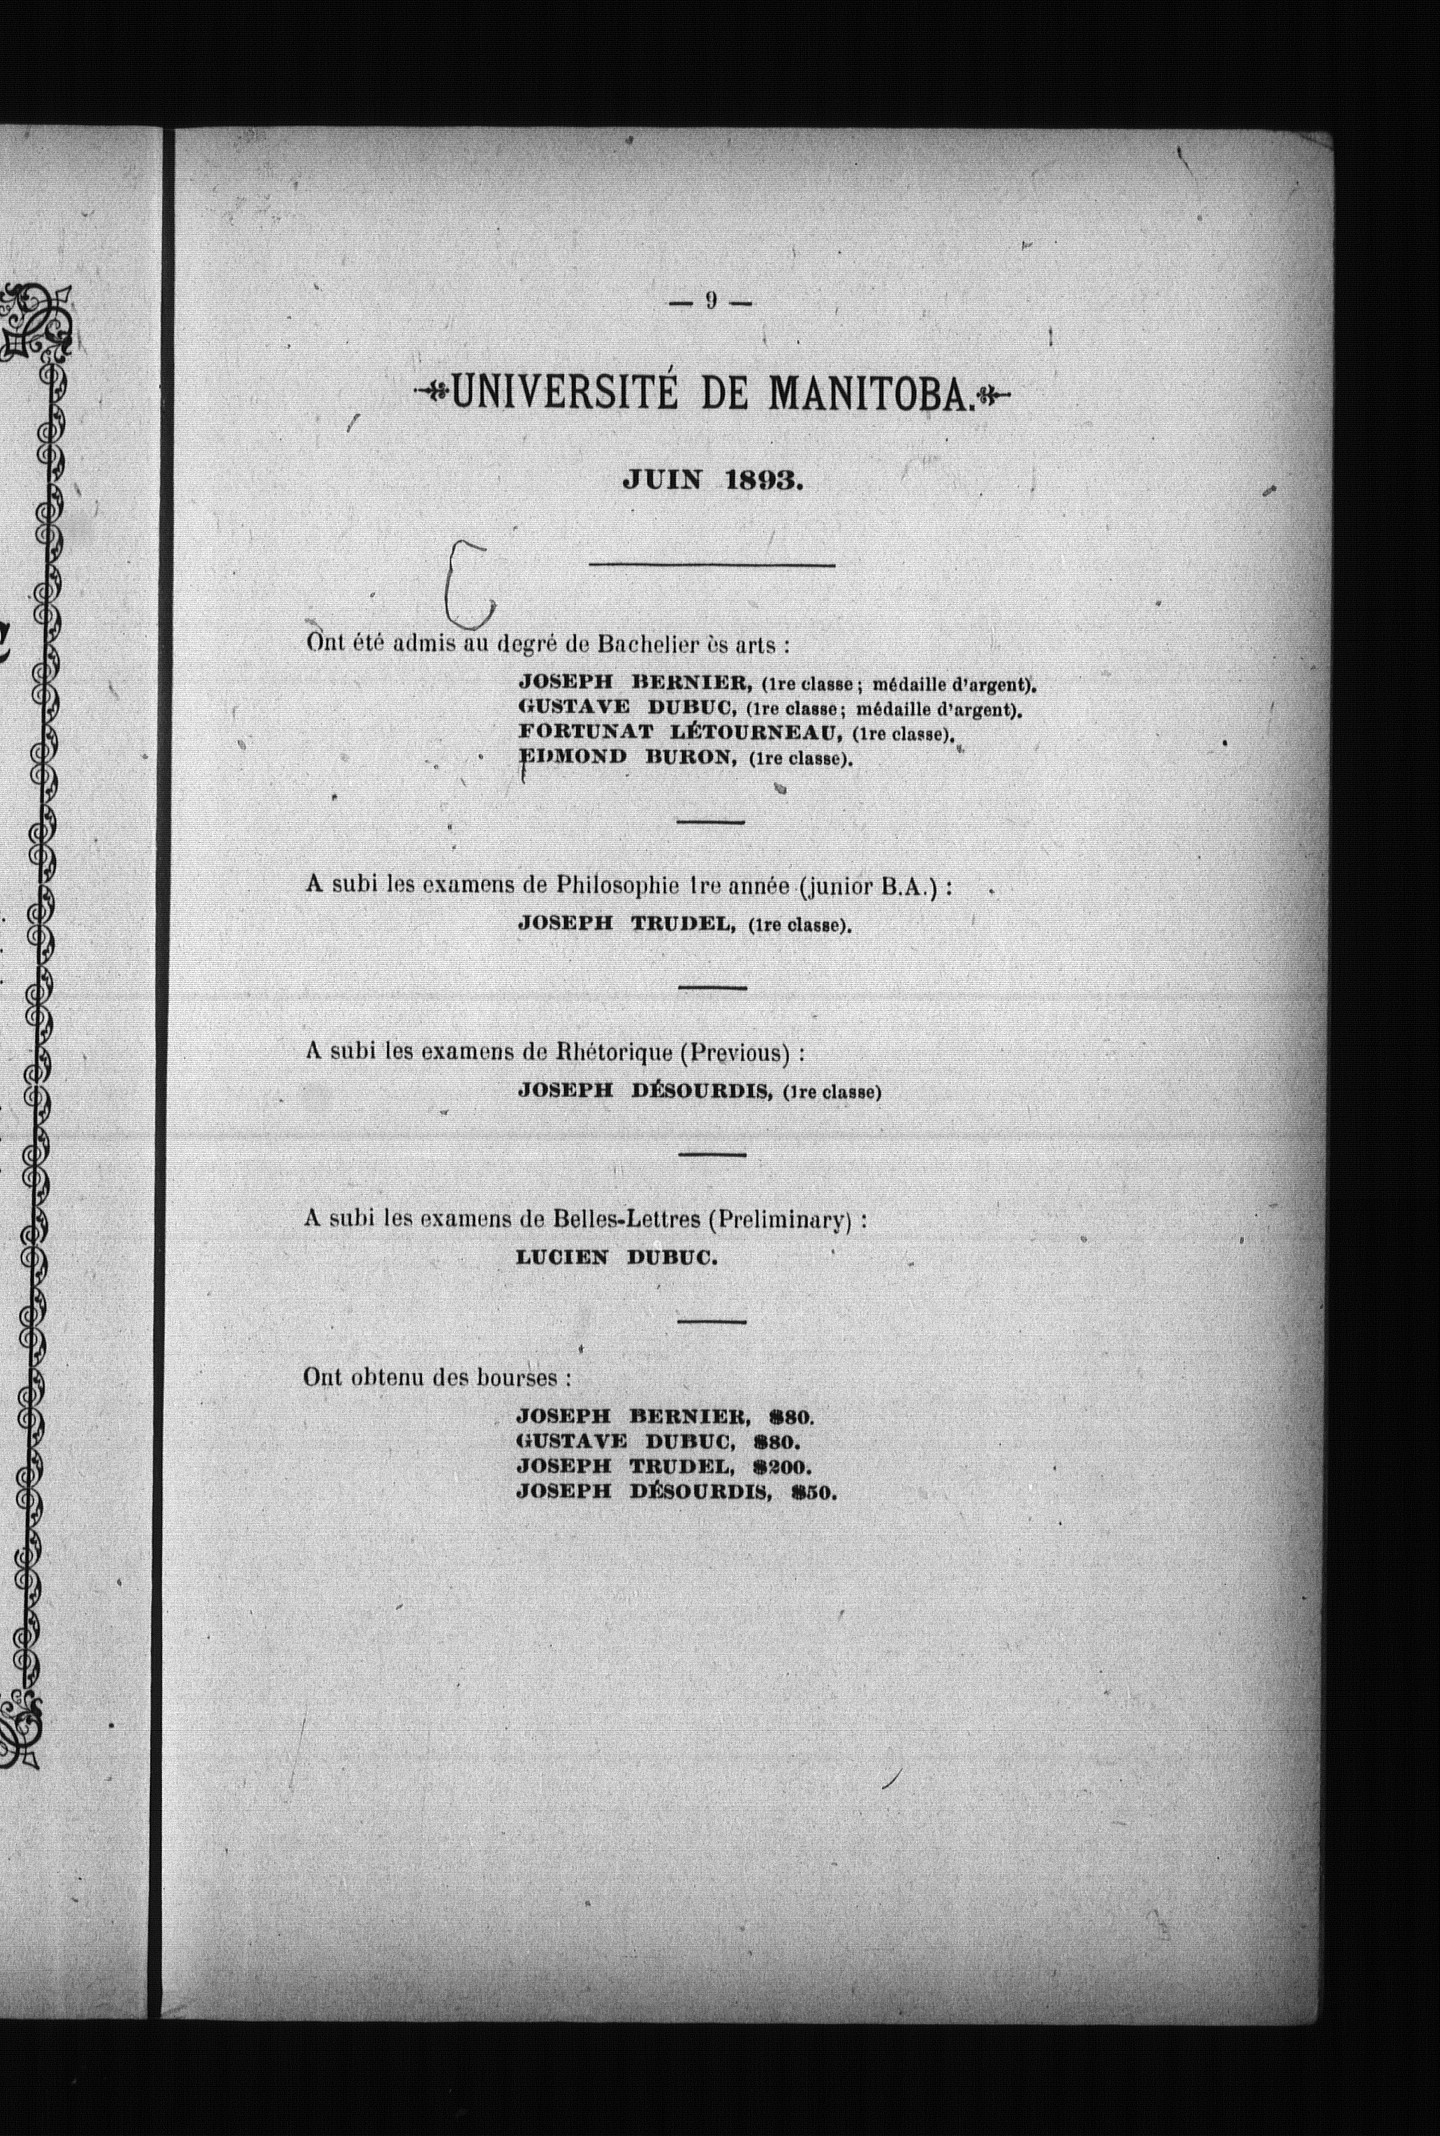 — 9 —
UNIVERSITÉ DE MANITOBA.
JUIN 1893.
Ont été admis au degré de Bachelier ès arts :
JOSEPH BERNIER, (1re classe ; médaille d'argent).
GUSTAVE DUBUC, (1re classe ; médaille d'argent).
FORTUNAT LÉTOURNEAU, (1re classe).
EDMOND BURON, (1re classe).
A subi les examens de Philosophie 1re année (junior B.A.) :
JOSEPH TRUDEL, (1re classe).
A subi les examens de Rhétorique (Previous) :
JOSEPH DÉSOURDIS, (1re classe)
A subi les examens de Belles-Lettres (Preliminary) :
LUCIEN DUBUC.
Ont obtenu des bourses :
JOSEPH BERNIER, $80.
GUSTAVE DUBUC, $80.
JOSEPH TRUDEL, $200.
JOSEPH DÉSOURDIS, $50.